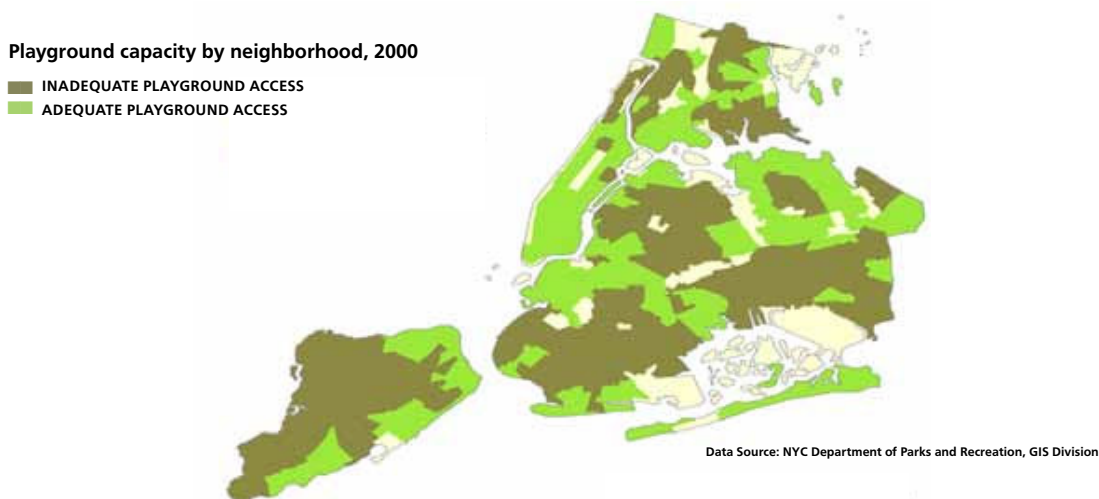 Playground capacity by neighborhood, 2000
INADEQUATE PLAYGROUND ACCESS
ADEQUATE PLAYGROUND ACCESS
Data Source: NYC Department of Parks and Recreation, GIS Division